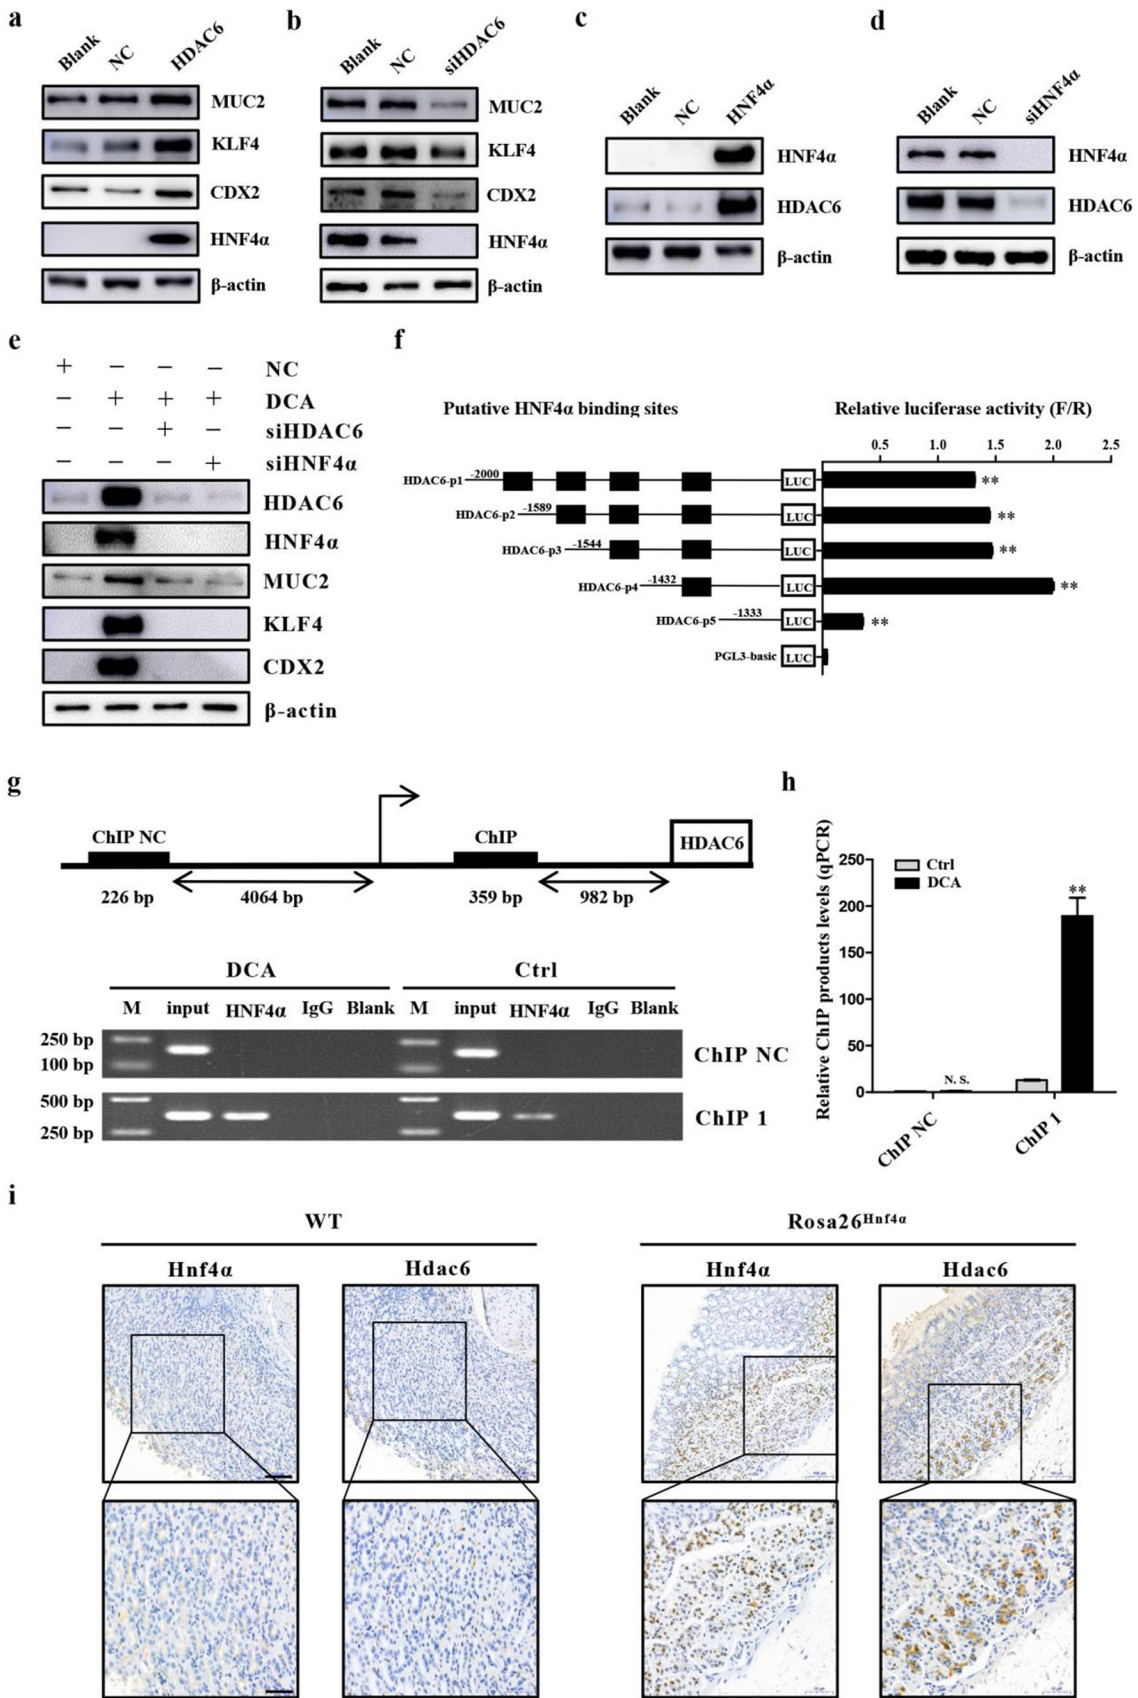 a
Blank NC HDAC6
MUC2
KLF4
CDX2
HNF4α
β-actin
b
Blank NC siHDAC6
MUC2
KLF4
CDX2
HNF4α
β-actin
c
Blank NC HNF4α
HNF4α
HDAC6
β-actin
d
Blank NC siHNF4α
HNF4α
HDAC6
β-actin
e
+ − − − NC
− + + + DCA
− − + − siHDAC6
− − − + siHNF4α
HDAC6
HNF4α
MUC2
KLF4
CDX2
β-actin
f
Putative HNF4α binding sites Relative luciferase activity (F/R)
0.5 1.0 1.5 2.0 2.5
HDAC6-p1 -2000 LUC **
HDAC6-p2 -1589 LUC **
HDAC6-p3 -1544 LUC **
HDAC6-p4 -1432 LUC **
HDAC6-p5 -1333 LUC **
PGL3-basic LUC
g
ChIP NC ChIP HDAC6
226 bp 4064 bp 359 bp 982 bp
DCA Ctrl
M input HNF4α IgG Blank M input HNF4α IgG Blank
250 bp
100 bp
ChIP NC
500 bp
250 bp
ChIP 1
h
Relative ChIP products levels (qPCR)
250
200
150
100
50
0
Ctrl
DCA
N. S.
**
ChIP NC ChIP 1
i
WT Rosa26Hnf4α
Hnf4α Hdac6 Hnf4α Hdac6